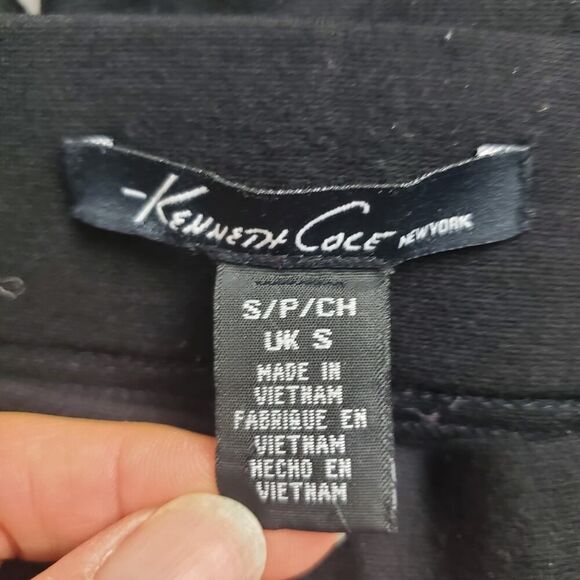 -KENNETH COLE NEW YORK
S/P/CH
UK S
MADE IN
VIETNAM
FABRIQUE EN
VIETNAM
HECHO EN
VIETNAM